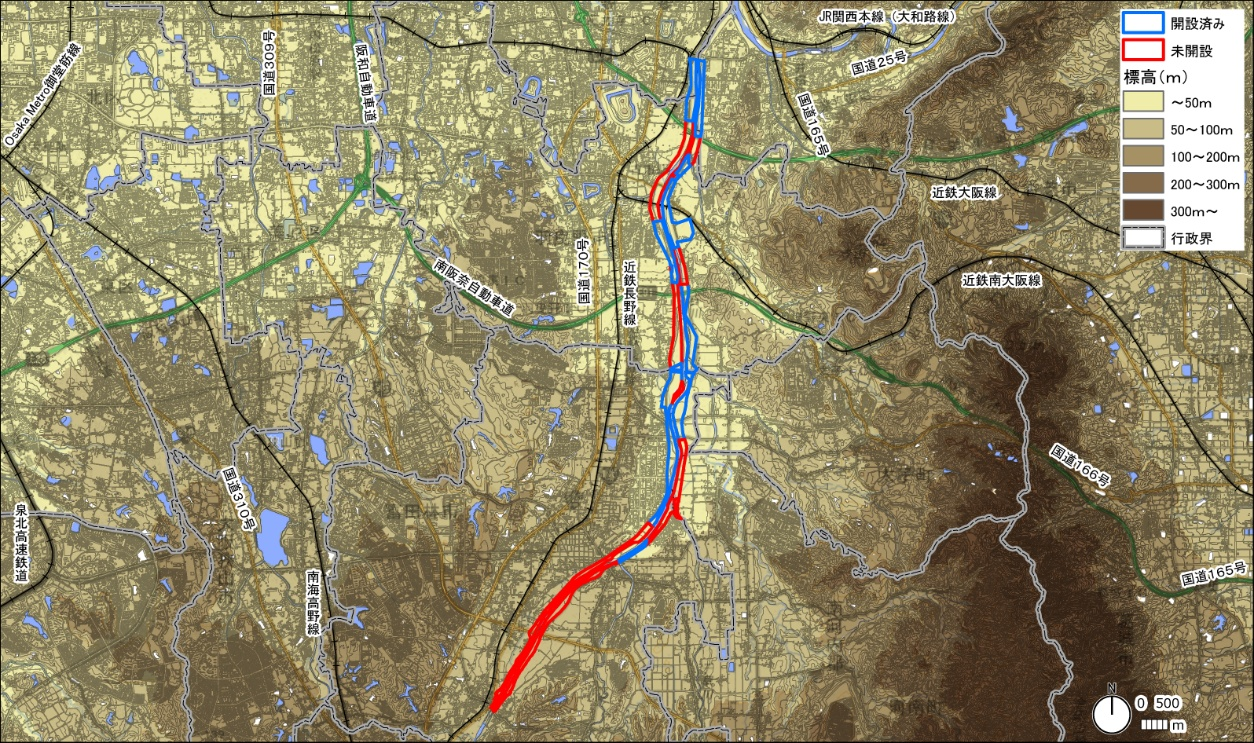 JR関西本線（大和路線）
国道25号
Osaka Metro御堂筋線
国道309号
阪和自動車道
国道165号
近鉄大阪線
南阪奈自動車道
国道170号
近鉄長野線
近鉄南大阪線
国道310号
国道166号
泉北高速鉄道
南海高野線
国道165号
開設済み
未開設
標高（m）
～50m
50～100m
100～200m
200～300m
300m～
行政界
N
0 500
m